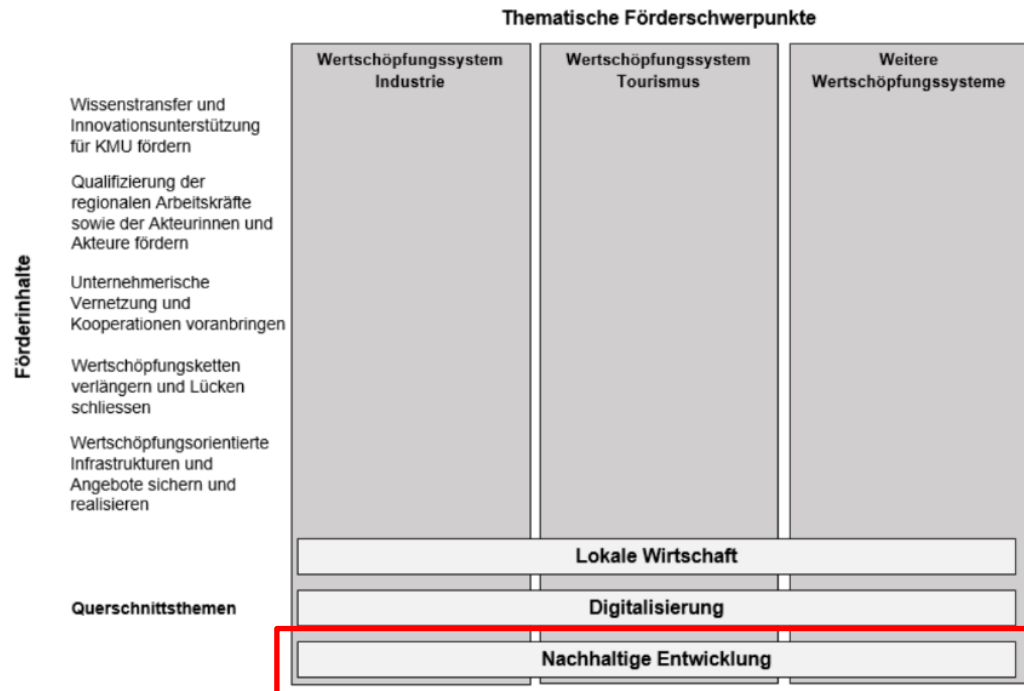 Thematische Förderschwerpunkte
Wertschöpfungssystem
Industrie
Wertschöpfungssystem
Tourismus
Weitere
Wertschöpfungssysteme
Förderinhalte
Wissenstransfer und
Innovationsunterstützung
für KMU fördern
Qualifizierung der
regionalen Arbeitskräfte
sowie der Akteurinnen und
Akteure fördern
Unternehmerische
Vernetzung und
Kooperationen voranbringen
Wertschöpfungsketten
verlängern und Lücken
schliessen
Wertschöpfungsorientierte
Infrastrukturen und
Angebote sichern und
realisieren
Querschnittsthemen
Lokale Wirtschaft
Digitalisierung
Nachhaltige Entwicklung